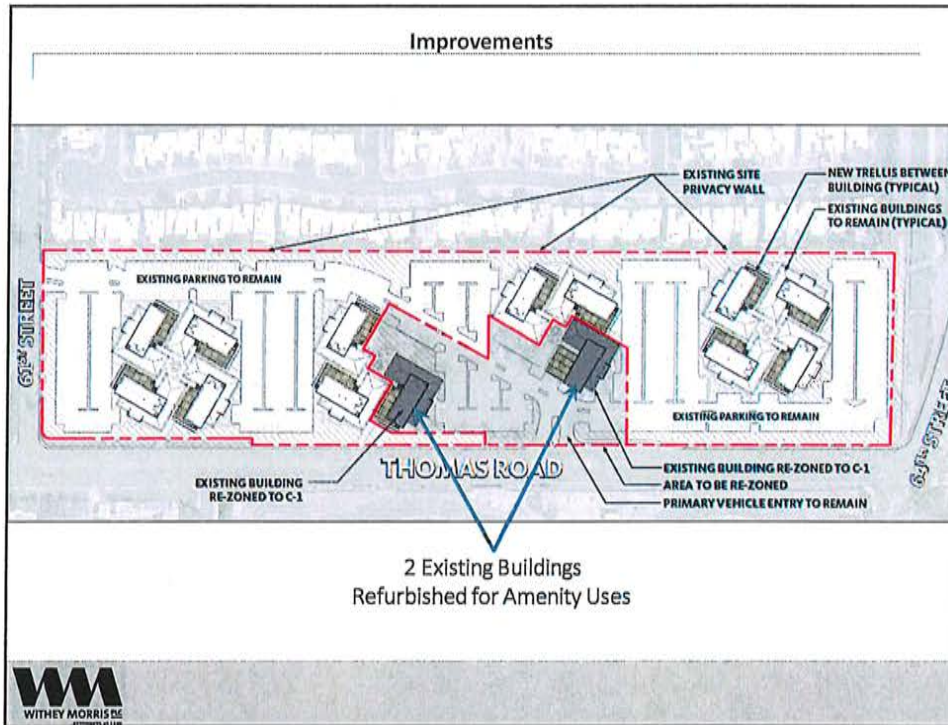 Improvements
EXISTING SITE
PRIVACY WALL
NEW TRELLIS BETWEEN
BUILDING (TYPICAL)
EXISTING BUILDINGS
TO REMAIN (TYPICAL)
EXISTING PARKING TO REMAIN
61ST STREET
EXISTING PARKING TO REMAIN
64TH STREET
THOMAS ROAD
EXISTING BUILDING
RE-ZONED TO C-1
EXISTING BUILDING RE-ZONED TO C-1
AREA TO BE RE-ZONED
PRIMARY VEHICLE ENTRY TO REMAIN
2 Existing Buildings
Refurbished for Amenity Uses
WM
WITHEY MORRIS PLC